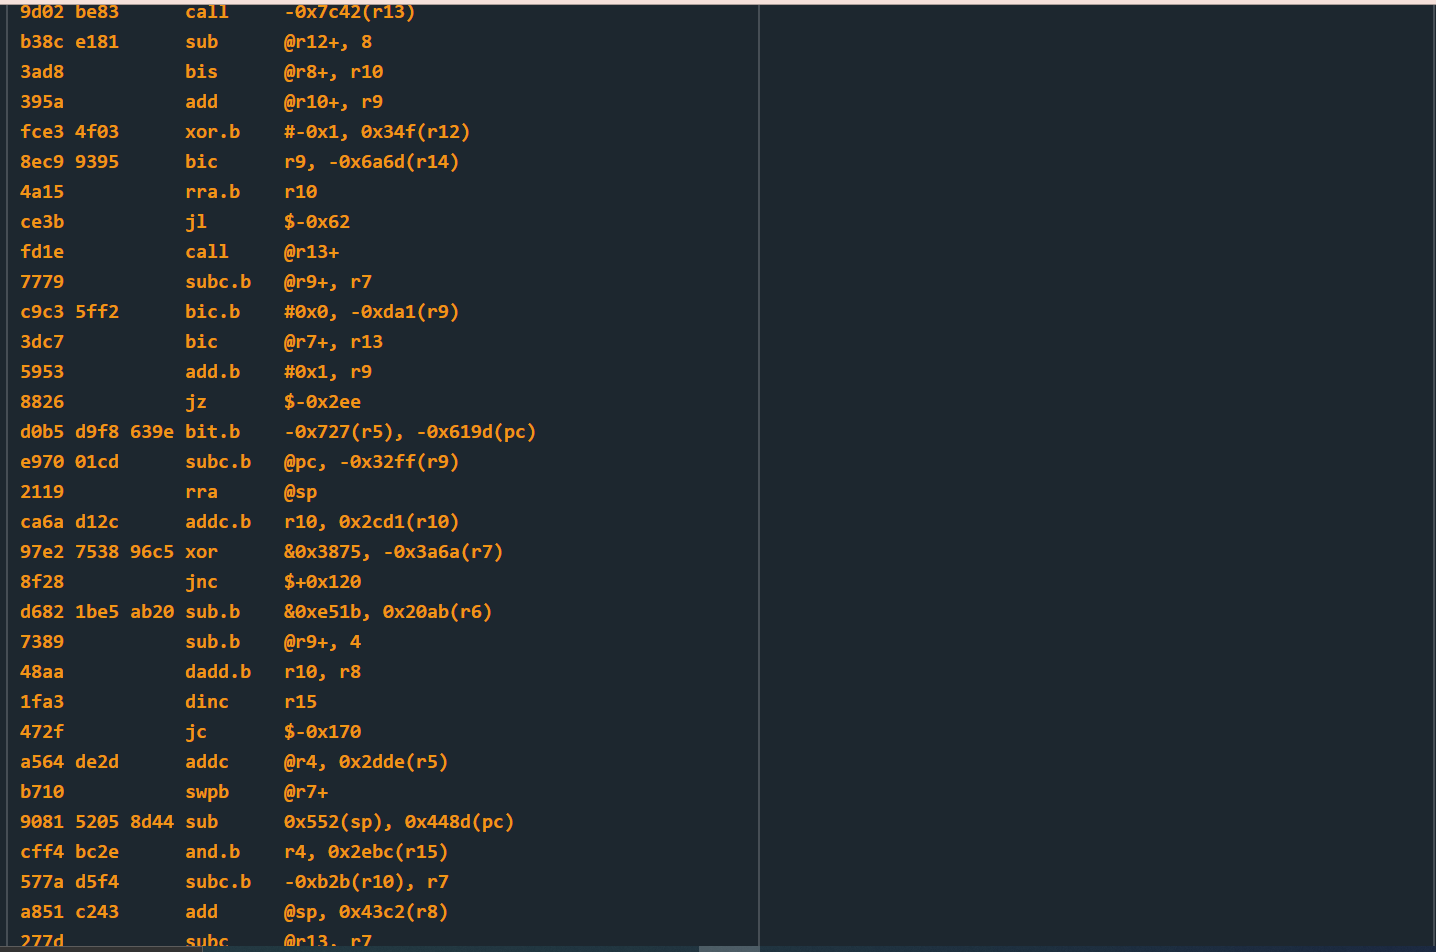 9d02 be83 call -0x7c42(r13)
b38c e181 sub @r12+, 8
3ad8 bis @r8+, r10
395a add @r10+, r9
fce3 4f03 xor.b #-0x1, 0x34f(r12)
8ec9 9395 bic r9, -0x6a6d(r14)
4a15 rra.b r10
ce3b jl $-0x62
fd1e call @r13+
7779 subc.b @r9+, r7
c9c3 5ff2 bic.b #0x0, -0xda1(r9)
3dc7 bic @r7+, r13
5953 add.b #0x1, r9
8826 jz $-0x2ee
d0b5 d9f8 639e bit.b -0x727(r5), -0x619d(pc)
e970 01cd subc.b @pc, -0x32ff(r9)
2119 rra @sp
ca6a d12c addc.b r10, 0x2cd1(r10)
97e2 7538 96c5 xor &0x3875, -0x3a6a(r7)
8f28 jnc $+0x120
d682 1be5 ab20 sub.b &0xe51b, 0x20ab(r6)
7389 sub.b @r9+, 4
48aa dadd.b r10, r8
1fa3 dinc r15
472f jc $-0x170
a564 de2d addc @r4, 0x2dde(r5)
b710 swpb @r7+
9081 5205 8d44 sub 0x552(sp), 0x448d(pc)
cff4 bc2e and.b r4, 0x2ebc(r15)
577a d5f4 subc.b -0xb2b(r10), r7
a851 c243 add @sp, 0x43c2(r8)
277d subc @r13, r7